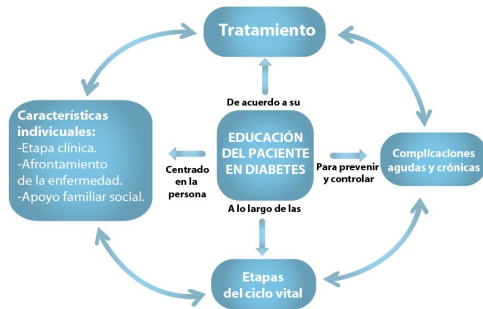 Tratamiento
De acuerdo a su
Características
indivicuales:
-Etapa clínica.
-Afrontamiento
de la enfermedad.
-Apoyo familiar social.
Centrado
en la
persona
EDUCACIÓN
DEL PACIENTE
EN DIABETES
Para prevenir
y controlar
Complicaciones
agudas y crónicas
A lo largo de las
Etapas
del ciclo vital